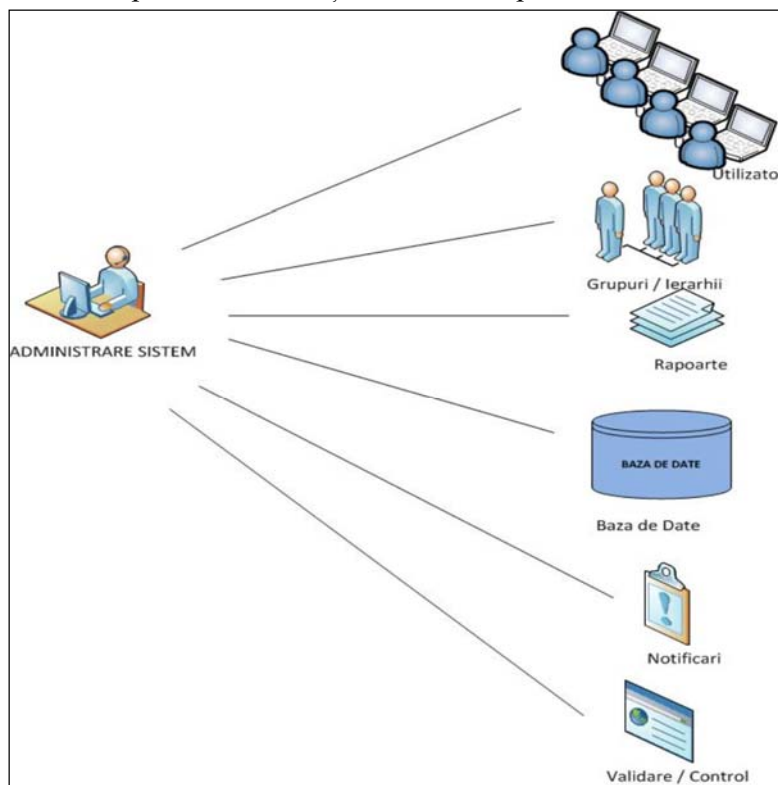 Utilizato
Grupuri / Ierarhii
ADMINISTRARE SISTEM
Rapoarte
BAZA DE DATE
Baza de Date
Notificari
Validare / Control